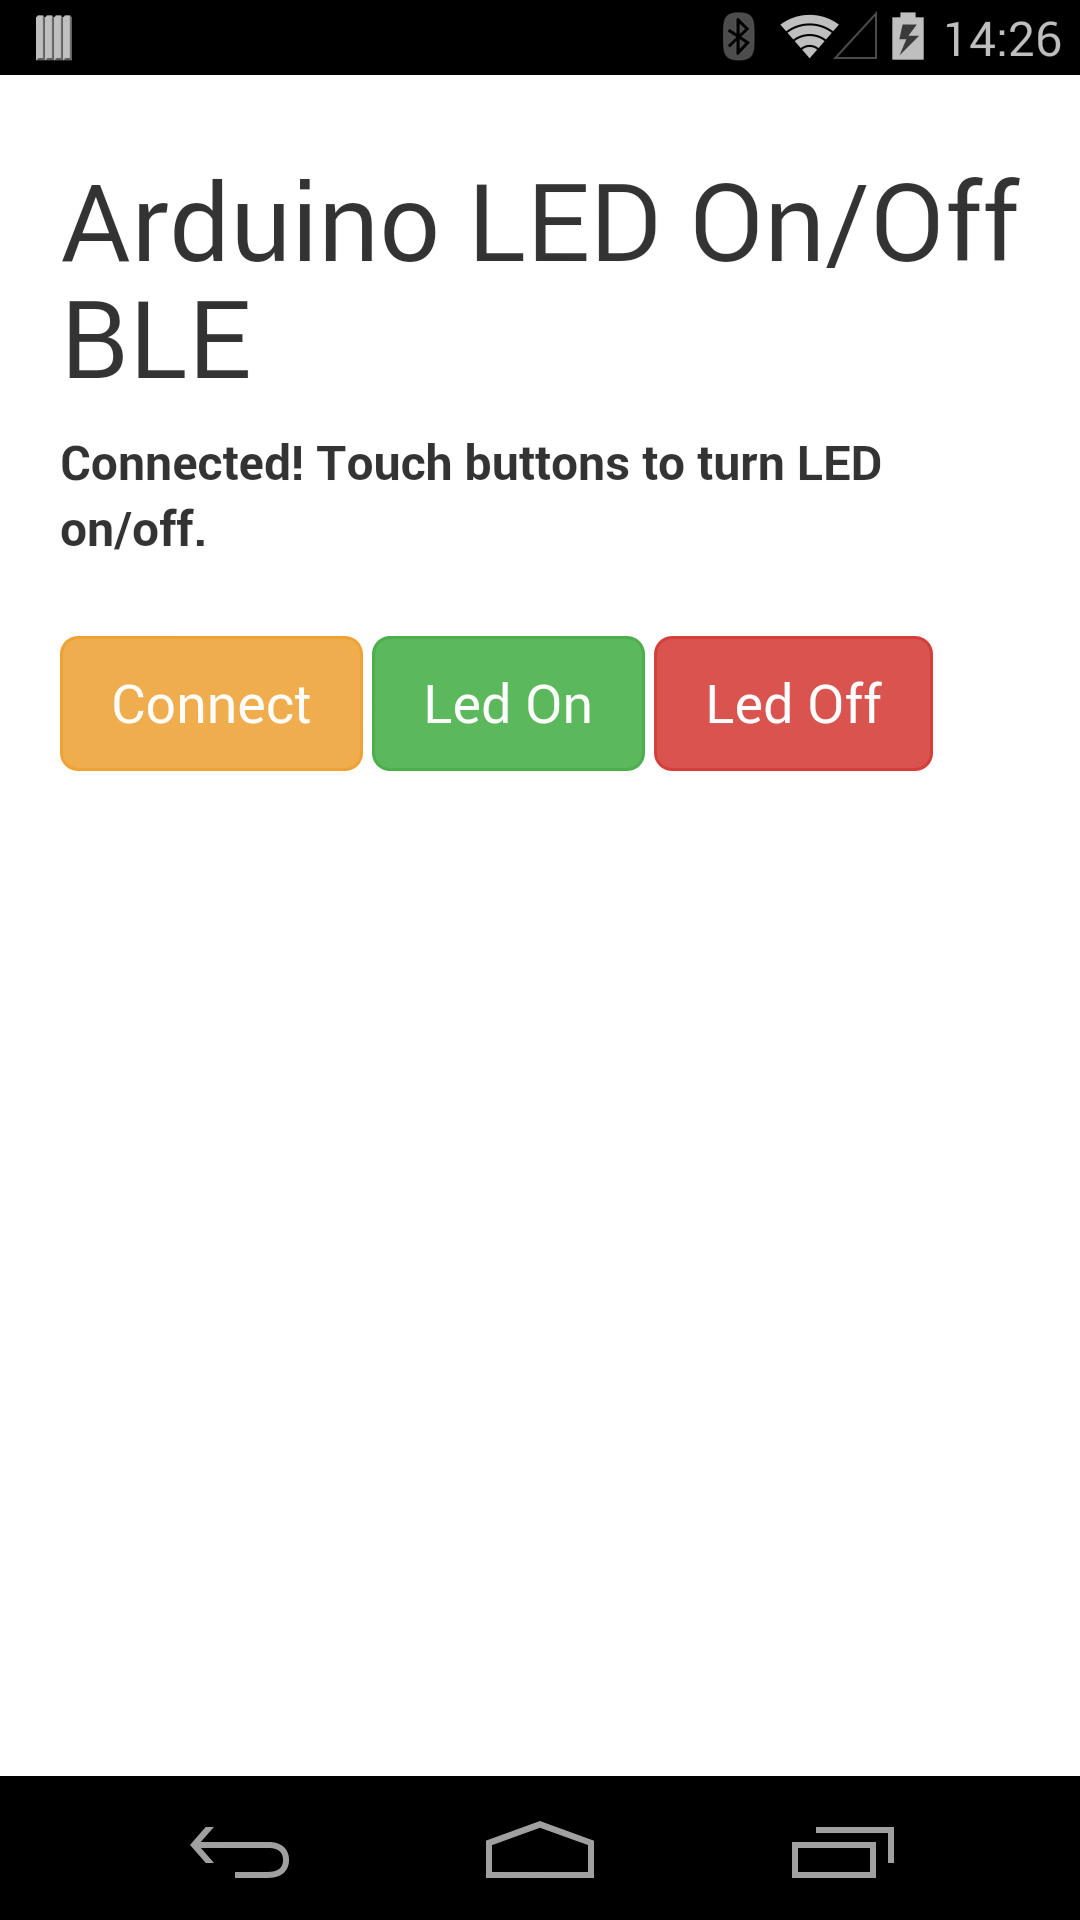 14:26
Arduino LED On/Off
BLE
Connected! Touch buttons to turn LED
on/off.
Connect
Led On
Led Off